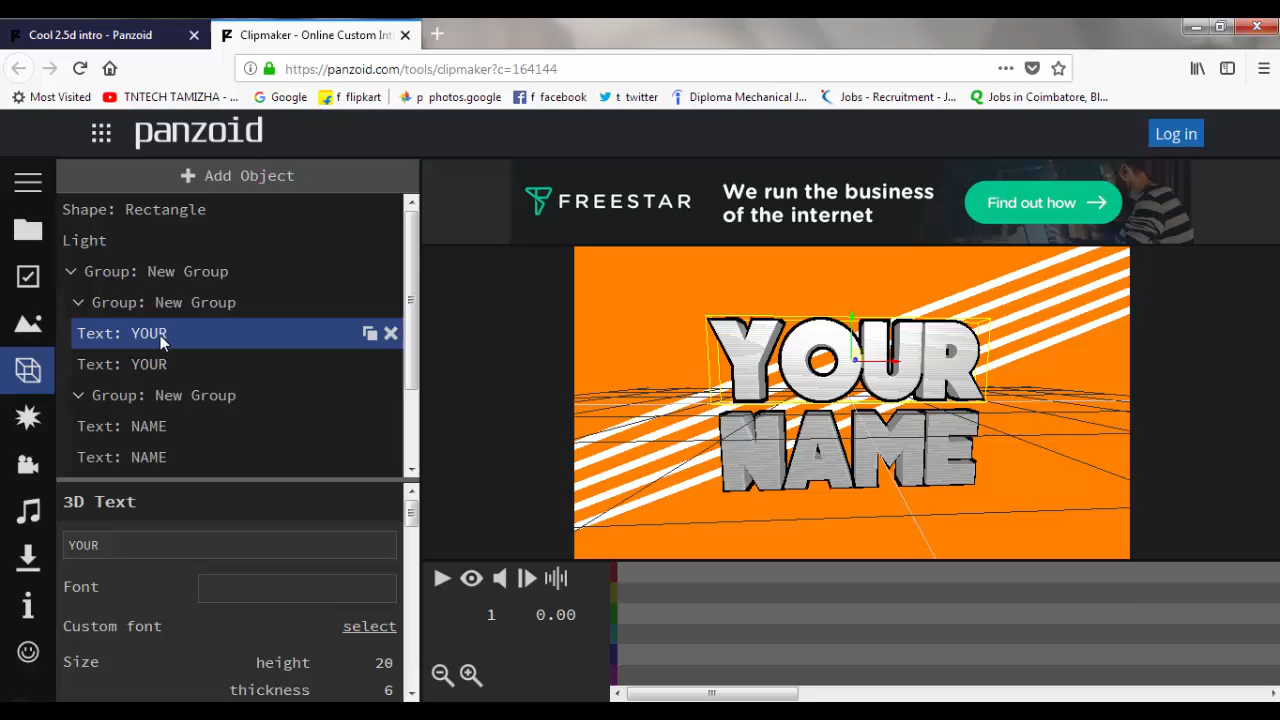 Cool 2.5d intro - Panzoid
Clipmaker - Online Custom Int
https://panzoid.com/tools/clipmaker?c=164144
Most Visited
TNTECH TAMIZHA - ...
Google
f flipkart
p photos.google
f facebook
t twitter
Diploma Mechanical J...
Jobs - Recruitment - J...
Jobs in Coimbatore, Bl...
panzoid
Log in
+ Add Object
FREESTAR
We run the business
of the internet
Find out how
Shape: Rectangle
Light
Group: New Group
Group: New Group
Text: YOUR
Text: YOUR
Group: New Group
Text: NAME
Text: NAME
YOUR
NAME
3D Text
YOUR
Font
Custom font select
Size height 20
thickness 6
1 0.00